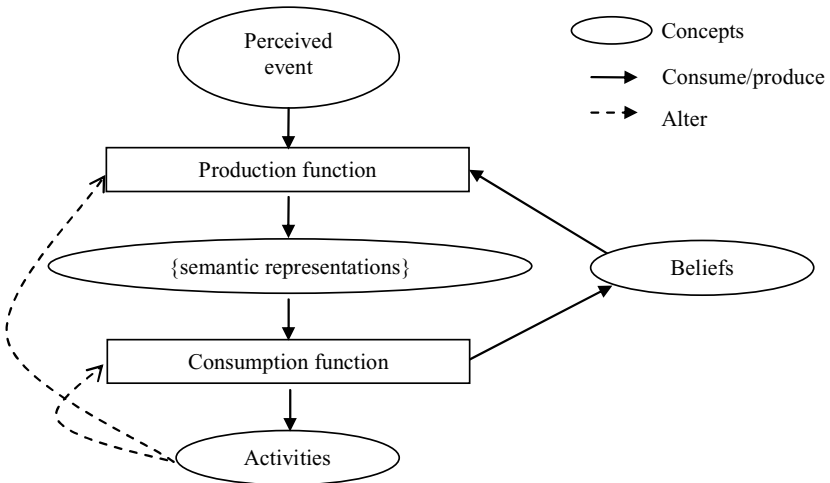 Perceived
event
Concepts
Consume/produce
Alter
Production function
{semantic representations}
Beliefs
Consumption function
Activities